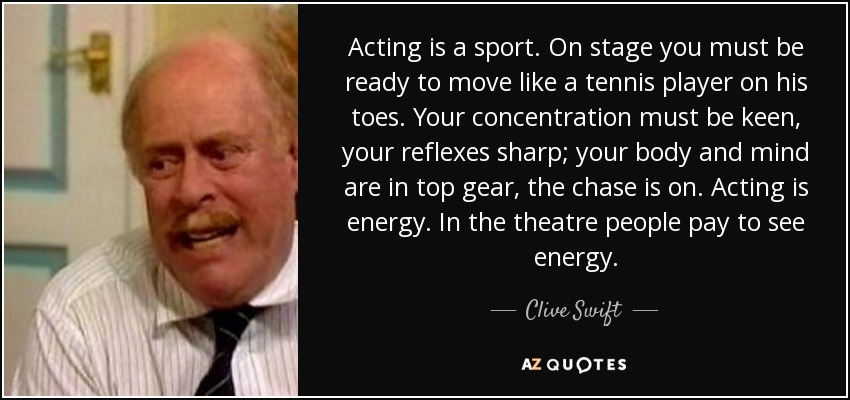 Acting is a sport. On stage you must be
ready to move like a tennis player on his
toes. Your concentration must be keen,
your reflexes sharp; your body and mind
are in top gear, the chase is on. Acting is
energy. In the theatre people pay to see
energy.
Clive Swift
AZ QUOTES